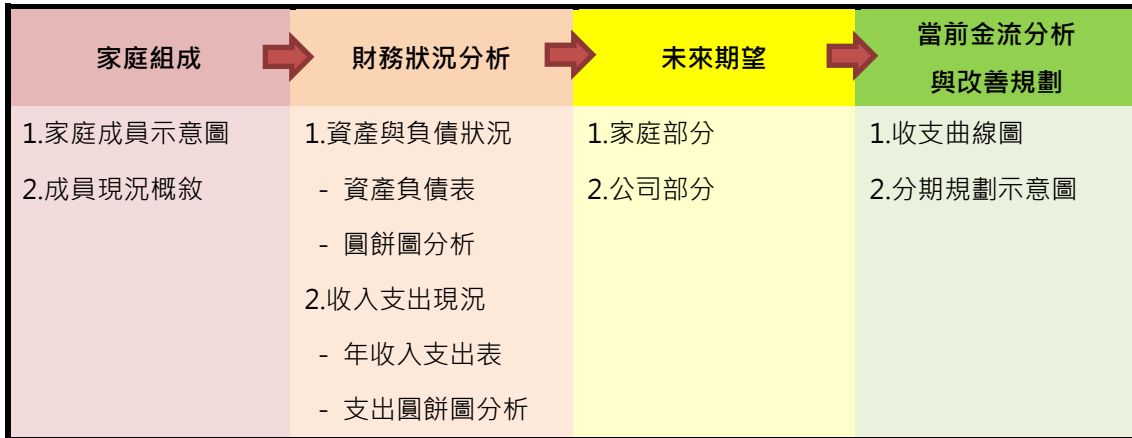 家庭組成
財務狀況分析
未來期望
當前金流分析
與改善規劃
1.家庭成員示意圖
2.成員現況概敘
1.資產與負債狀況
- 資產負債表
- 圓餅圖分析
2.收入支出現況
- 年收入支出表
- 支出圓餅圖分析
1.家庭部分
2.公司部分
1.收支曲線圖
2.分期規劃示意圖